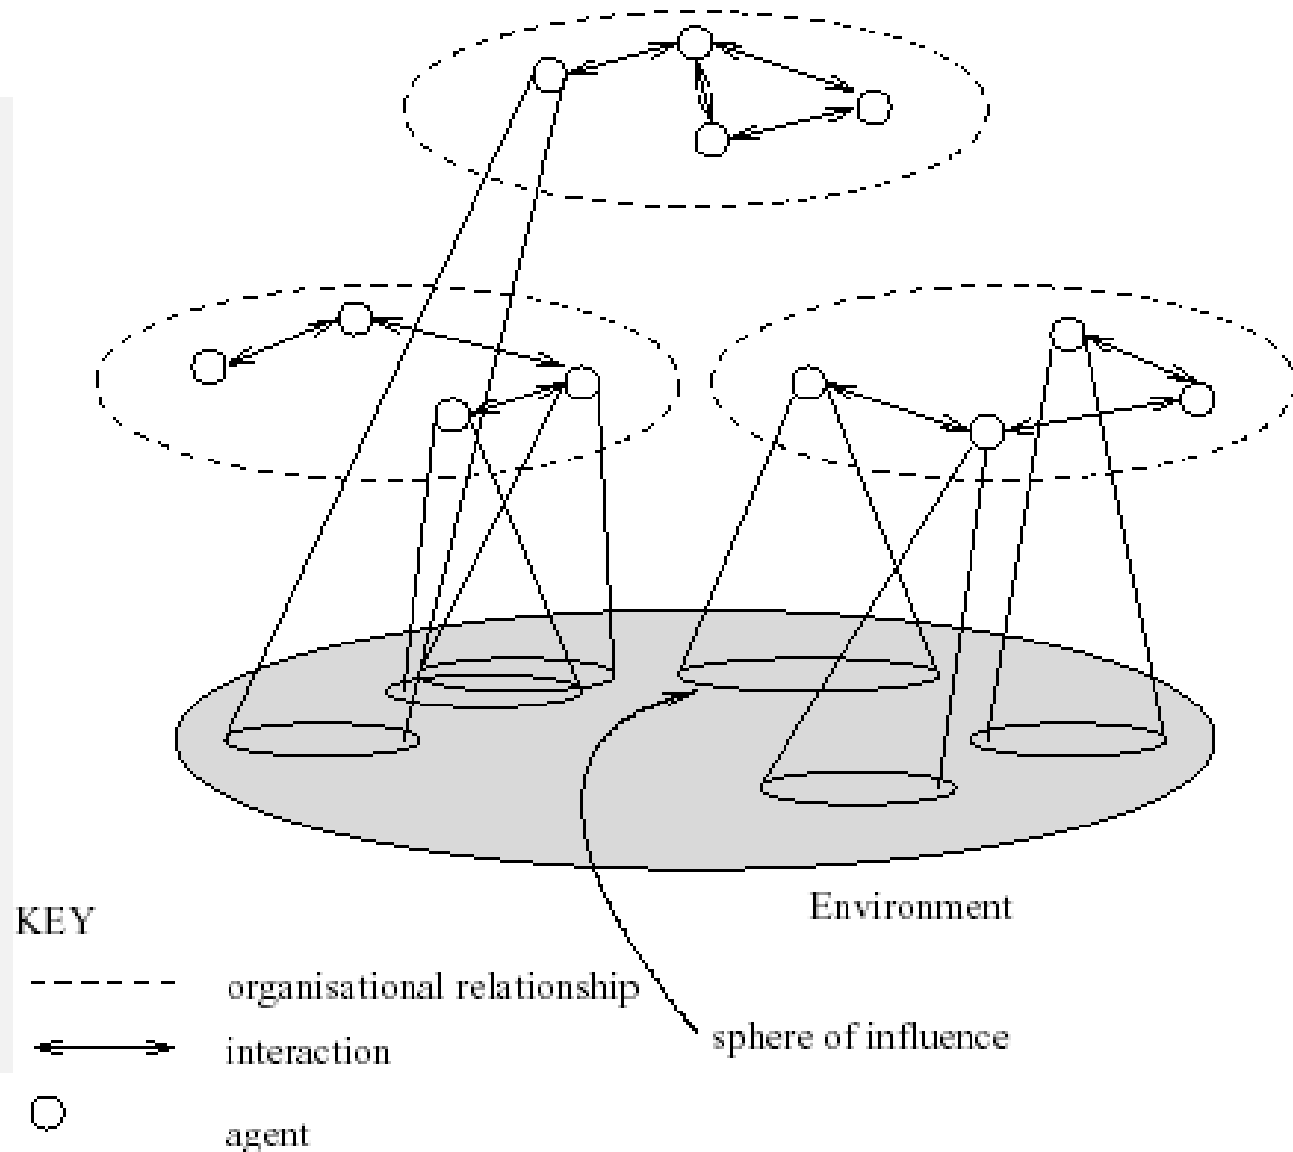 Environment
KEY
organisational relationship
sphere of influence
interaction
agent